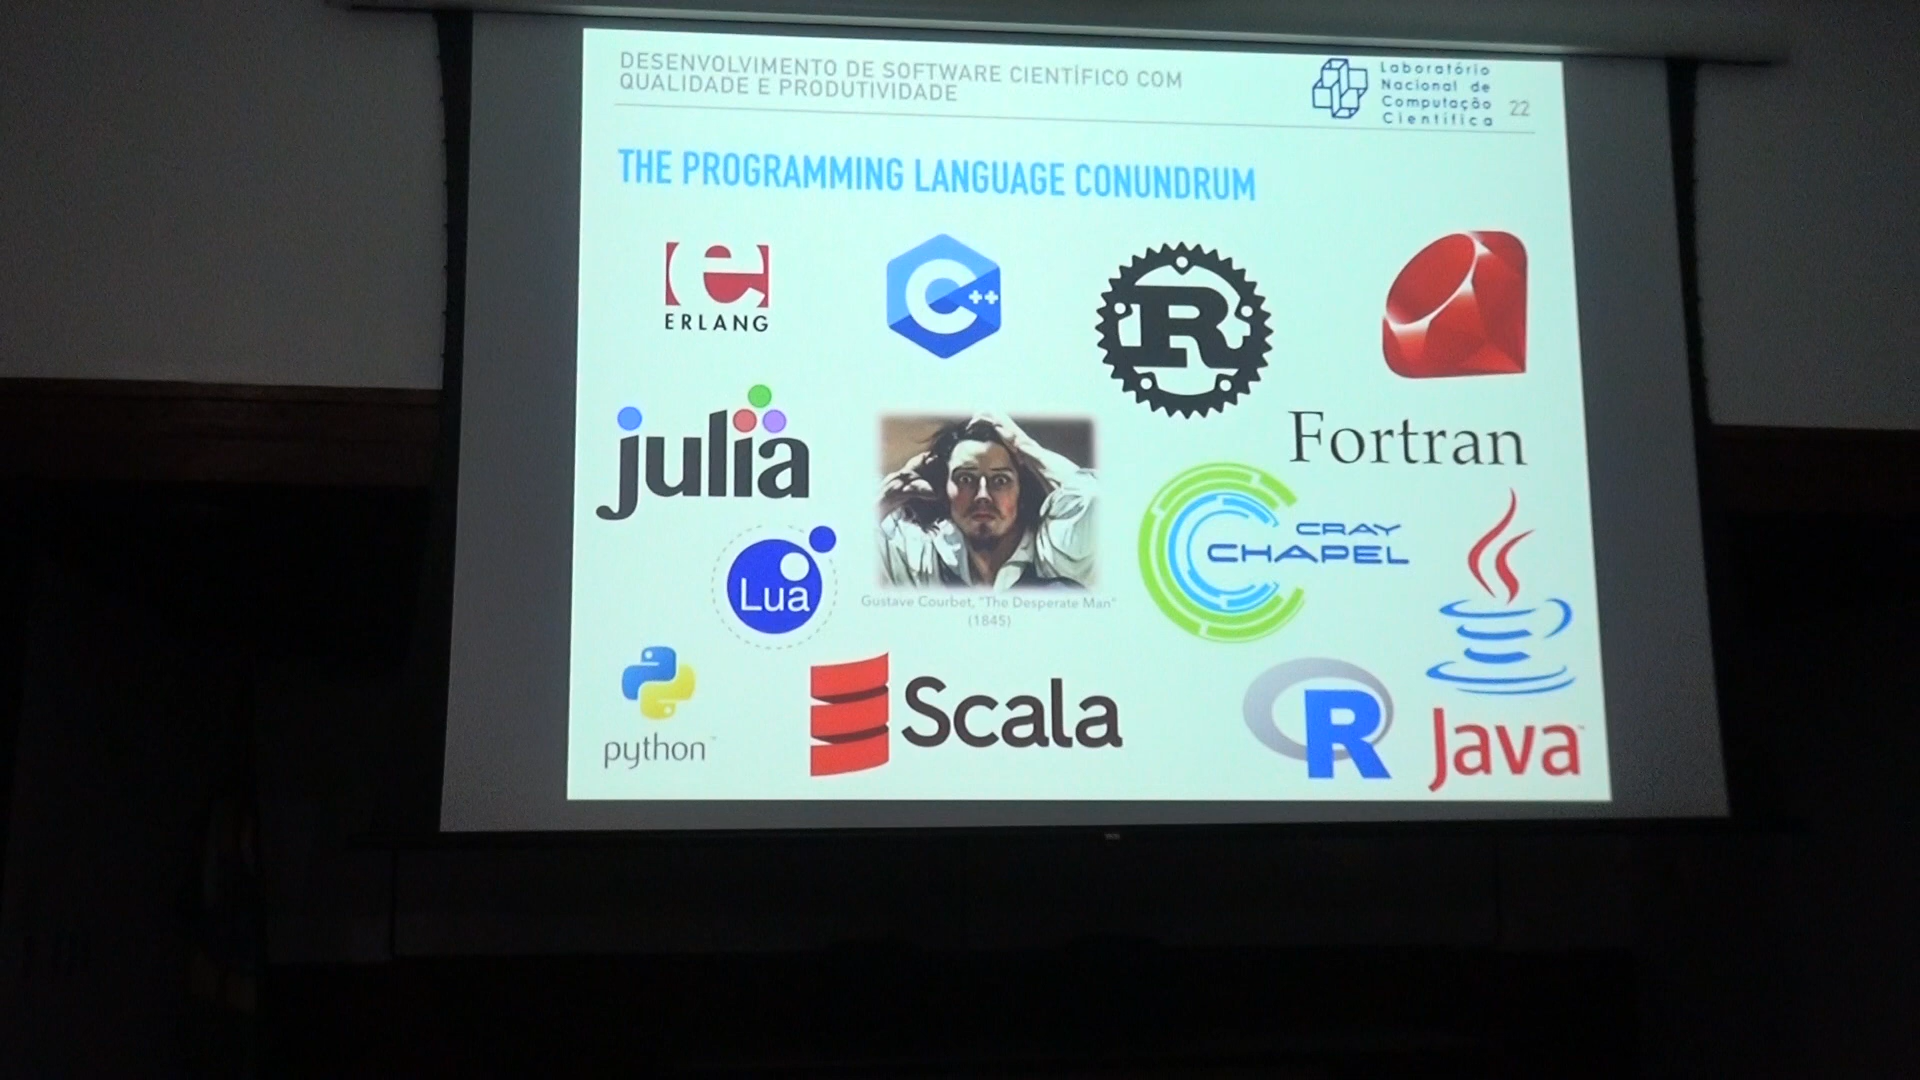 DESENVOLVIMENTO DE SOFTWARE CIENTÍFICO COM
QUALIDADE E PRODUTIVIDADE
Laboratório
Nacional de
Computação
Científica
22
THE PROGRAMMING LANGUAGE CONUNDRUM
e
ERLANG
C++
R
julia
Fortran
CRAY
CHAPEL
Lua
Gustave Courbet, "The Desperate Man"
(1845)
python
Scala
R
Java